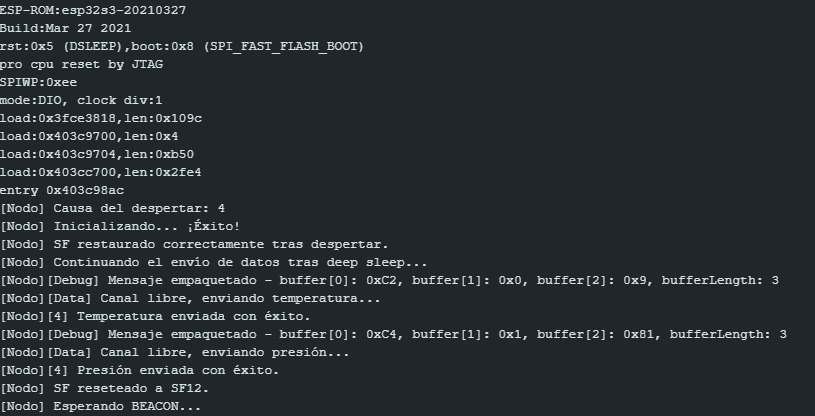 ESP-ROM:esp32s3-20210327
Build:Mar 27 2021
rst:0x5 (DSLEEP),boot:0x8 (SPI_FAST_FLASH_BOOT)
pro cpu reset by JTAG
SPIWP:0xee
mode:DIO, clock div:1
load:0x3fce3818,len:0x109c
load:0x403c9700,len:0x4
load:0x403c9704,len:0xb50
load:0x403cc700,len:0x2fe4
entry 0x403c98ac
[Nodo] Causa del despertar: 4
[Nodo] Inicializando... ¡Éxito!
[Nodo] SF restaurado correctamente tras despertar.
[Nodo] Continuando el envío de datos tras deep sleep...
[Nodo][Debug] Mensaje empaquetado - buffer[0]: 0xC2, buffer[1]: 0x0, buffer[2]: 0x9, bufferLength: 3
[Nodo][Data] Canal libre, enviando temperatura...
[Nodo][4] Temperatura enviada con éxito.
[Nodo][Debug] Mensaje empaquetado - buffer[0]: 0xC4, buffer[1]: 0x1, buffer[2]: 0x81, bufferLength: 3
[Nodo][Data] Canal libre, enviando presión...
[Nodo][4] Presión enviada con éxito.
[Nodo] SF reseteado a SF12.
[Nodo] Esperando BEACON...